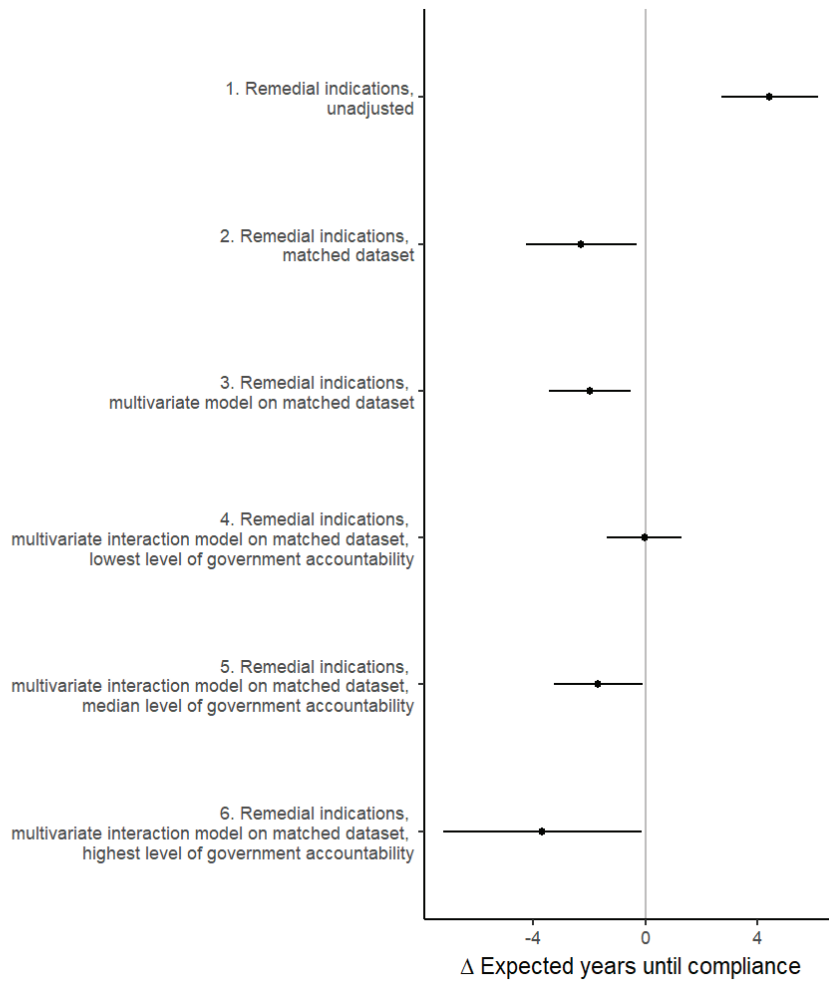 1. Remedial indications,
unadjusted
2. Remedial indications,
matched dataset
3. Remedial indications,
multivariate model on matched dataset
4. Remedial indications,
multivariate interaction model on matched dataset,
lowest level of government accountability
5. Remedial indications,
multivariate interaction model on matched dataset,
median level of government accountability
6. Remedial indications,
multivariate interaction model on matched dataset,
highest level of government accountability
-4 0 4
Δ Expected years until compliance